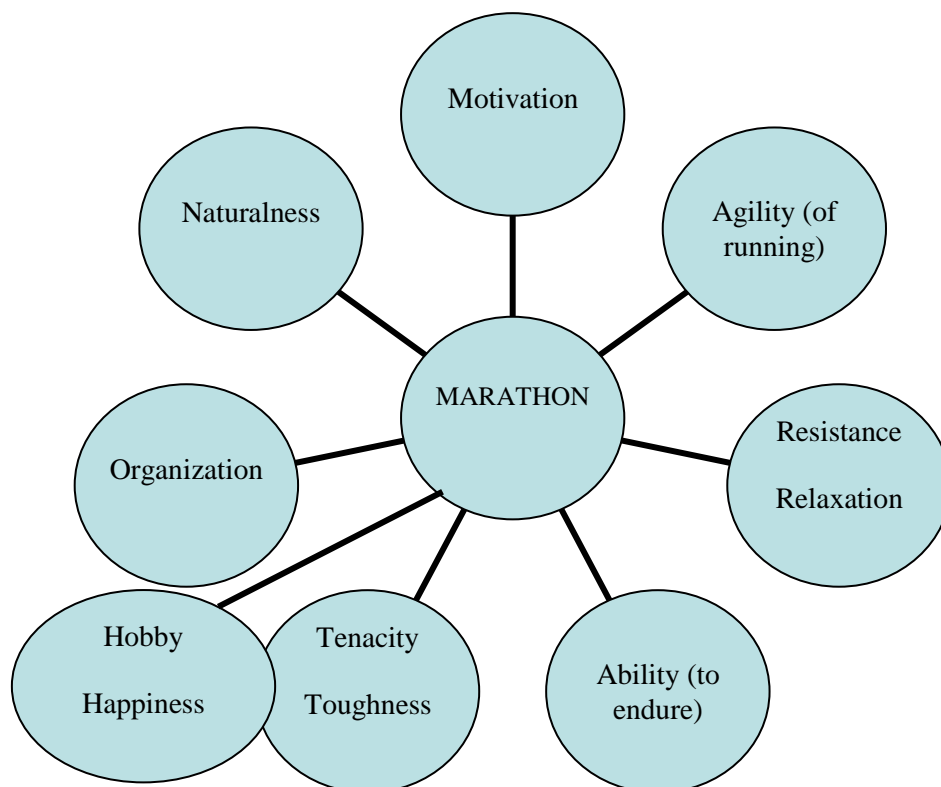 Motivation
Agility (of
running)
Resistance
Relaxation
Ability (to
endure)
Tenacity
Toughness
Hobby
Happiness
Organization
Naturalness
MARATHON